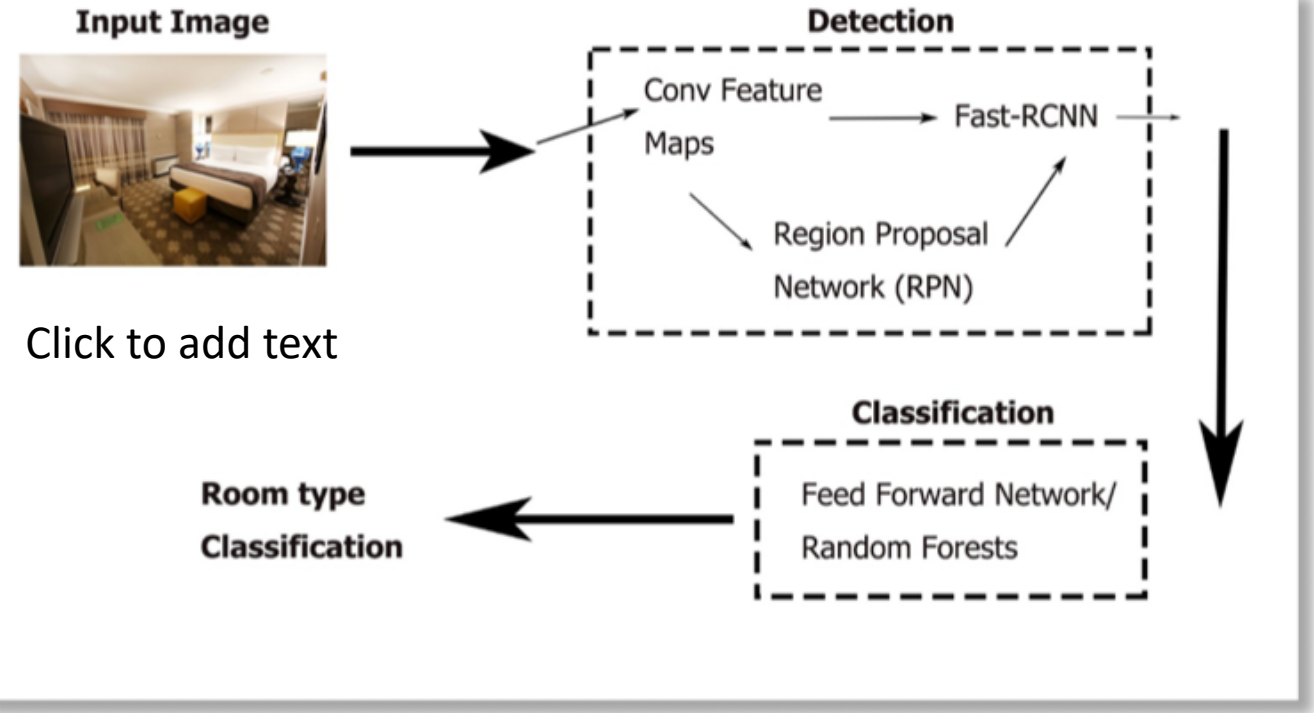 Input Image
Detection
Conv Feature
Maps
Fast-RCNN
Region Proposal
Network (RPN)
Click to add text
Classification
Feed Forward Network/
Random Forests
Room type
Classification